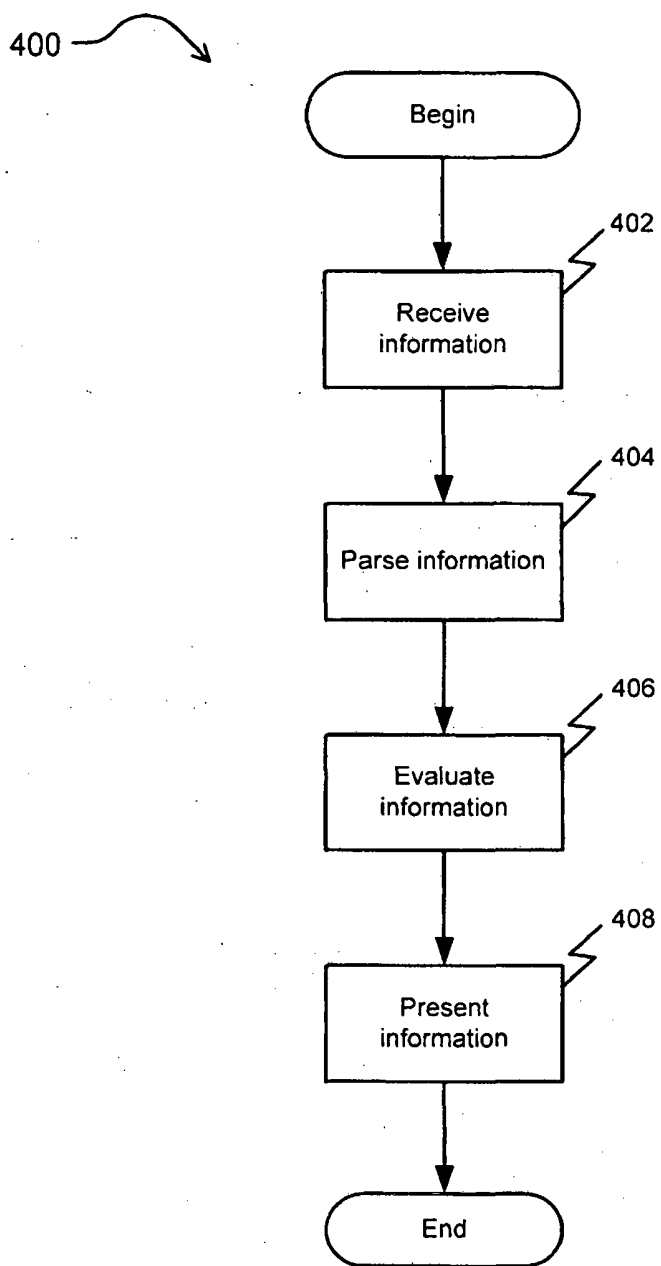 400
Begin
402
Receive
information
404
Parse information
406
Evaluate
information
408
Present
information
End